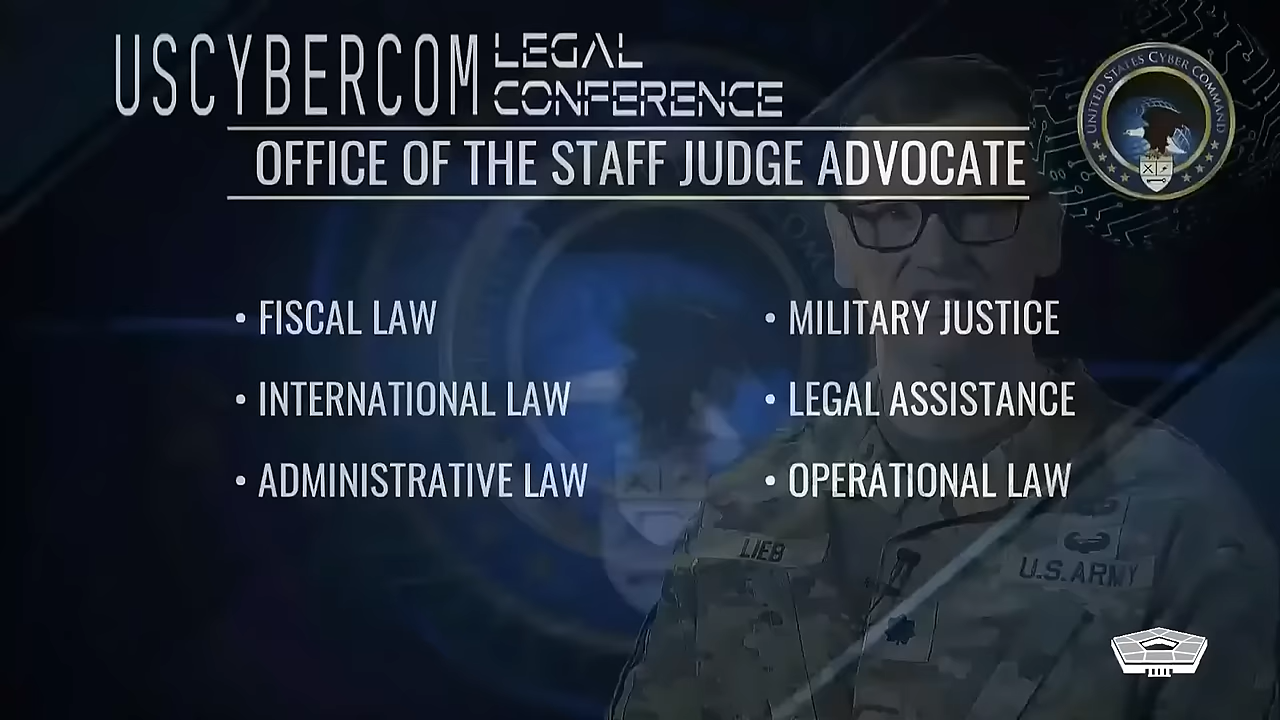 USCYBERCOM LEGAL CONFERENCE
OFFICE OF THE STAFF JUDGE ADVOCATE
UNITED STATES CYBER COMMAND
• FISCAL LAW
• INTERNATIONAL LAW
• ADMINISTRATIVE LAW
• MILITARY JUSTICE
• LEGAL ASSISTANCE
• OPERATIONAL LAW
LIEB
U.S. ARMY